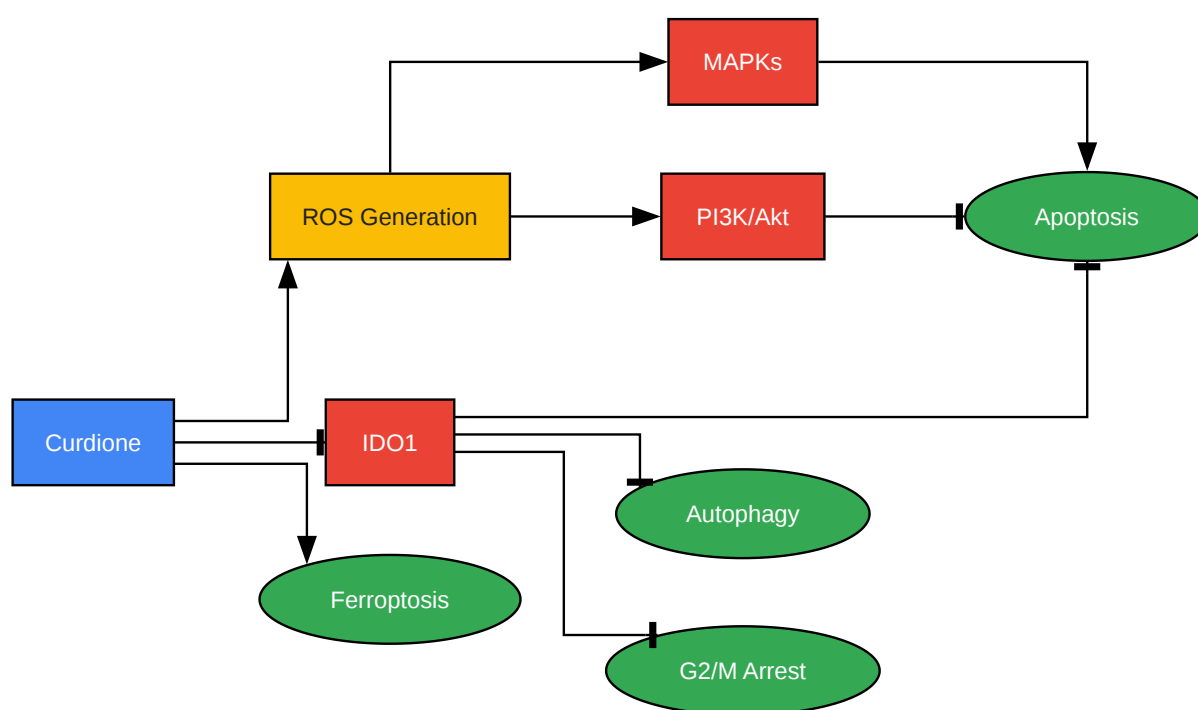 MAPKs
ROS Generation
PI3K/Akt
Apoptosis
Curdione
IDO1
Autophagy
Ferroptosis
G2/M Arrest